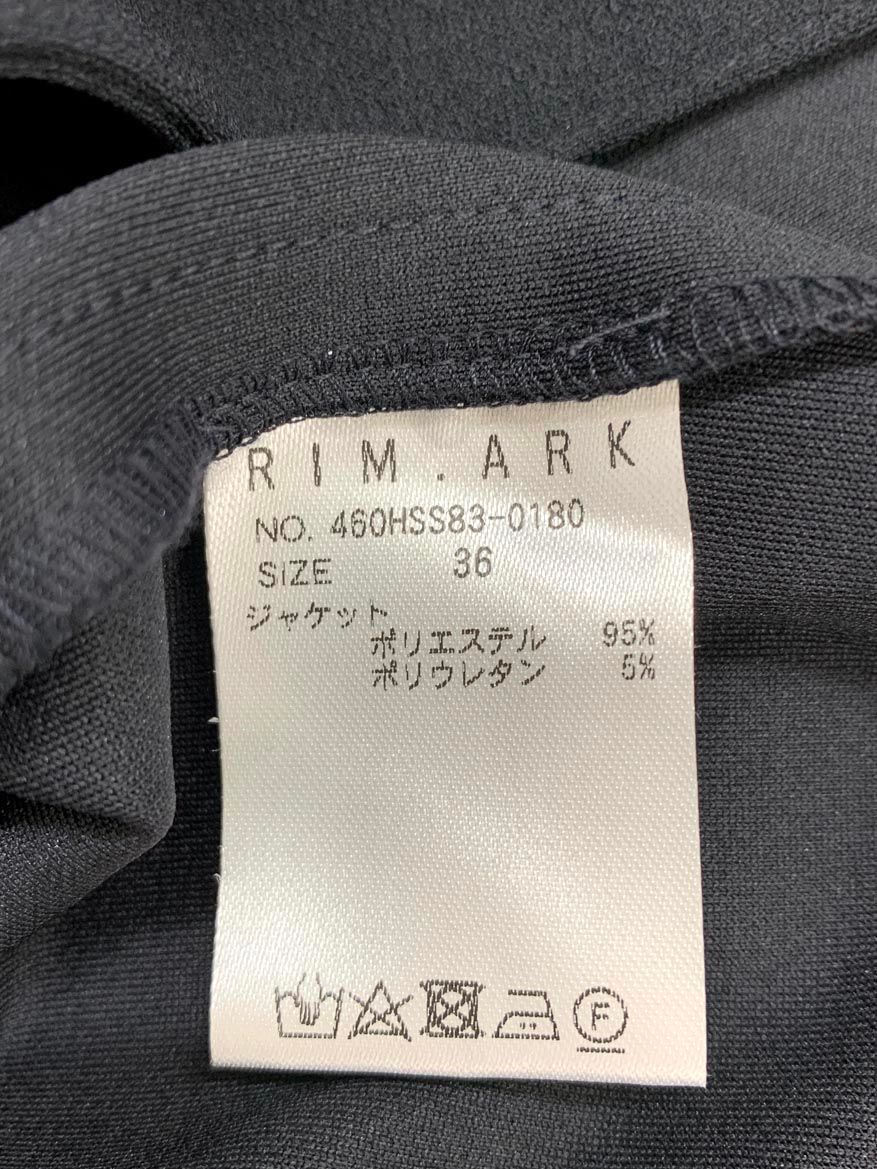 RIM.ARK
NO. 460HSS83-0180
SIZE 36
ジャケット
ポリエステル 95%
ポリウレタン 5%
F